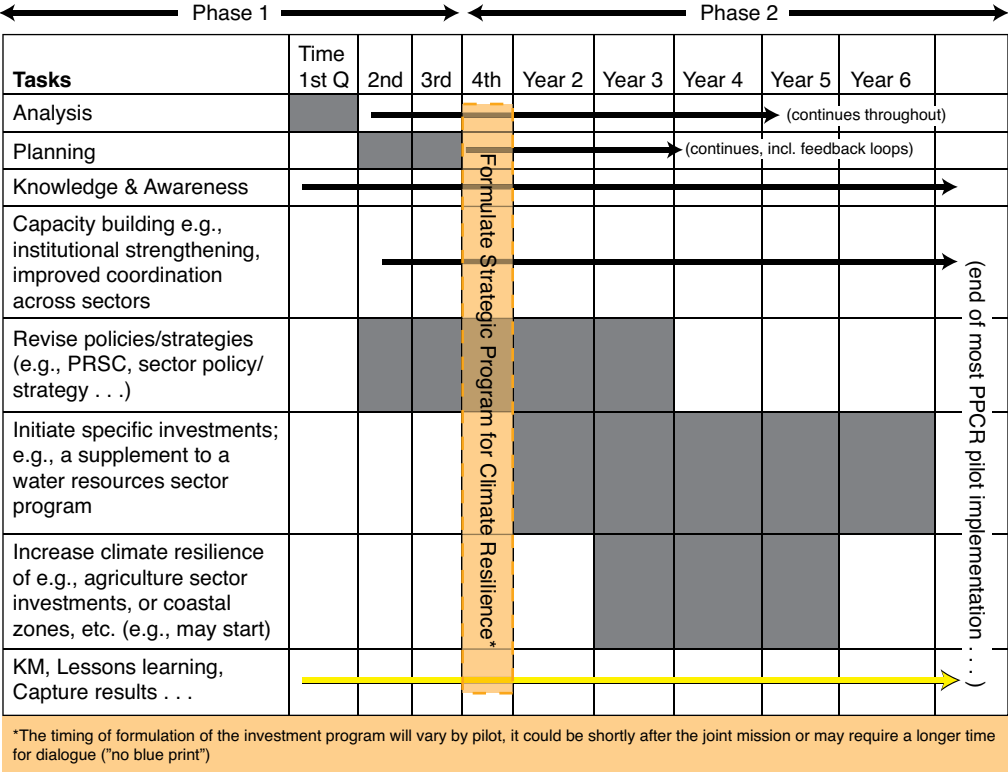 Phase 1
Phase 2
Tasks
Time
1st Q
2nd
3rd
4th
Year 2
Year 3
Year 4
Year 5
Year 6
Analysis
(continues throughout)
Planning
(continues, incl. feedback loops)
Knowledge & Awareness
Capacity building e.g.,
institutional strengthening,
improved coordination
across sectors
Revise policies/strategies
(e.g., PRSC, sector policy/
strategy . . .)
Initiate specific investments;
e.g., a supplement to a
water resources sector
program
Increase climate resilience
of e.g., agriculture sector
investments, or coastal
zones, etc. (e.g., may start)
KM, Lessons learning,
Capture results . . .
Formulate Strategic Program for Climate Resilience*
(end of most PPCR pilot implementation . . . )
*The timing of formulation of the investment program will vary by pilot, it could be shortly after the joint mission or may require a longer time
for dialogue (”no blue print”)